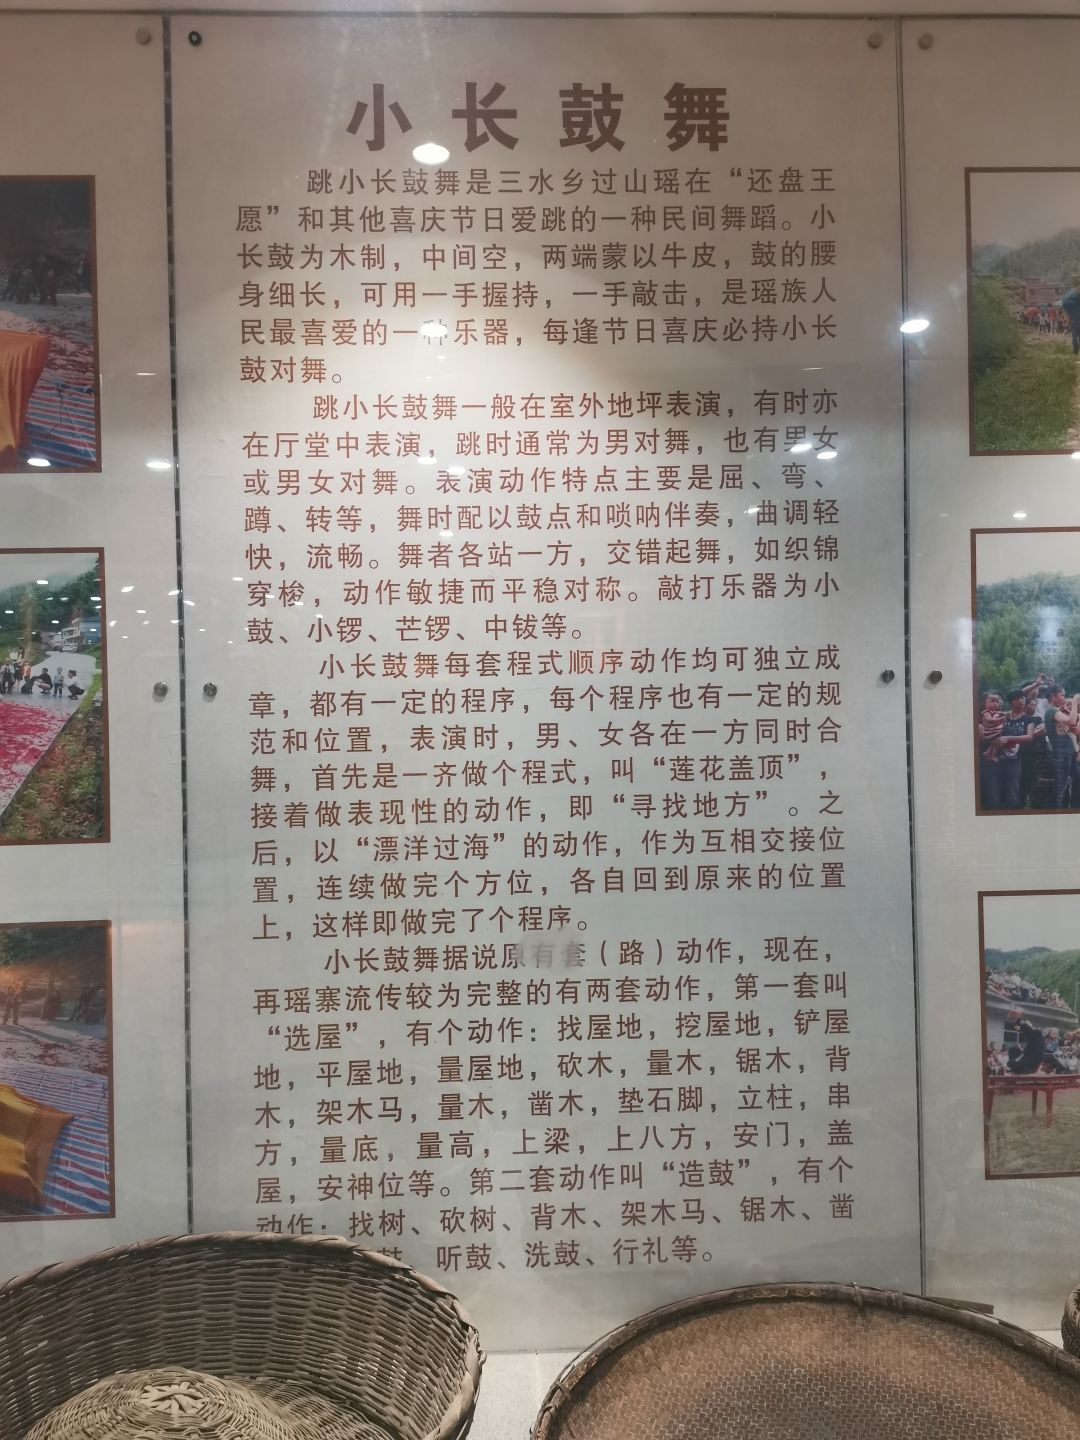 小长鼓舞
跳小长鼓舞是三水乡过山瑶在“还盘王
愿”和其他喜庆节日爱跳的一种民间舞蹈。小
长鼓为木制，中间空，两端蒙以牛皮，鼓的腰
身细长，可用一手握持，一手敲击，是瑶族人
民最喜爱的一种乐器，每逢节日喜庆必持小长
鼓对舞。
跳小长鼓舞一般在室外地坪表演，有时亦
在厅堂中表演，跳时通常为男对舞，也有男女
或男女对舞。表演动作特点主要是屈、弯、
蹲、转等，舞时配以鼓点和唢呐伴奏，曲调轻
快，流畅。舞者各站一方，交错起舞，如织锦
穿梭，动作敏捷而平稳对称。敲打乐器为小
鼓、小锣、芒锣、中钹等。
小长鼓舞每套程式顺序动作均可独立成
章，都有一定的程序，每个程序也有一定的规
范和位置，表演时，男、女各在一方同时合
舞，首先是一齐做个程式，叫“莲花盖顶”，
接着做表现性的动作，即“寻找地方”。之
后，以“漂洋过海”的动作，作为互相交接位
置，连续做完个方位，各自回到原来的位置
上，这样即做完了个程序。
小长鼓舞据说原有套（路）动作，现在，
再瑶寨流传较为完整的有两套动作，第一套叫
“选屋”，有个动作：找屋地，挖屋地，铲屋
地，平屋地，量屋地，砍木，量木，锯木，背
木，架木马，量木，凿木，垫石脚，立柱，串
方，量底，量高，上梁，上八方，安门，盖
屋，安神位等。第二套动作叫“造鼓”，有个
动作：找树、砍树、背木、架木马、锯木、凿
听鼓、洗鼓、行礼等。